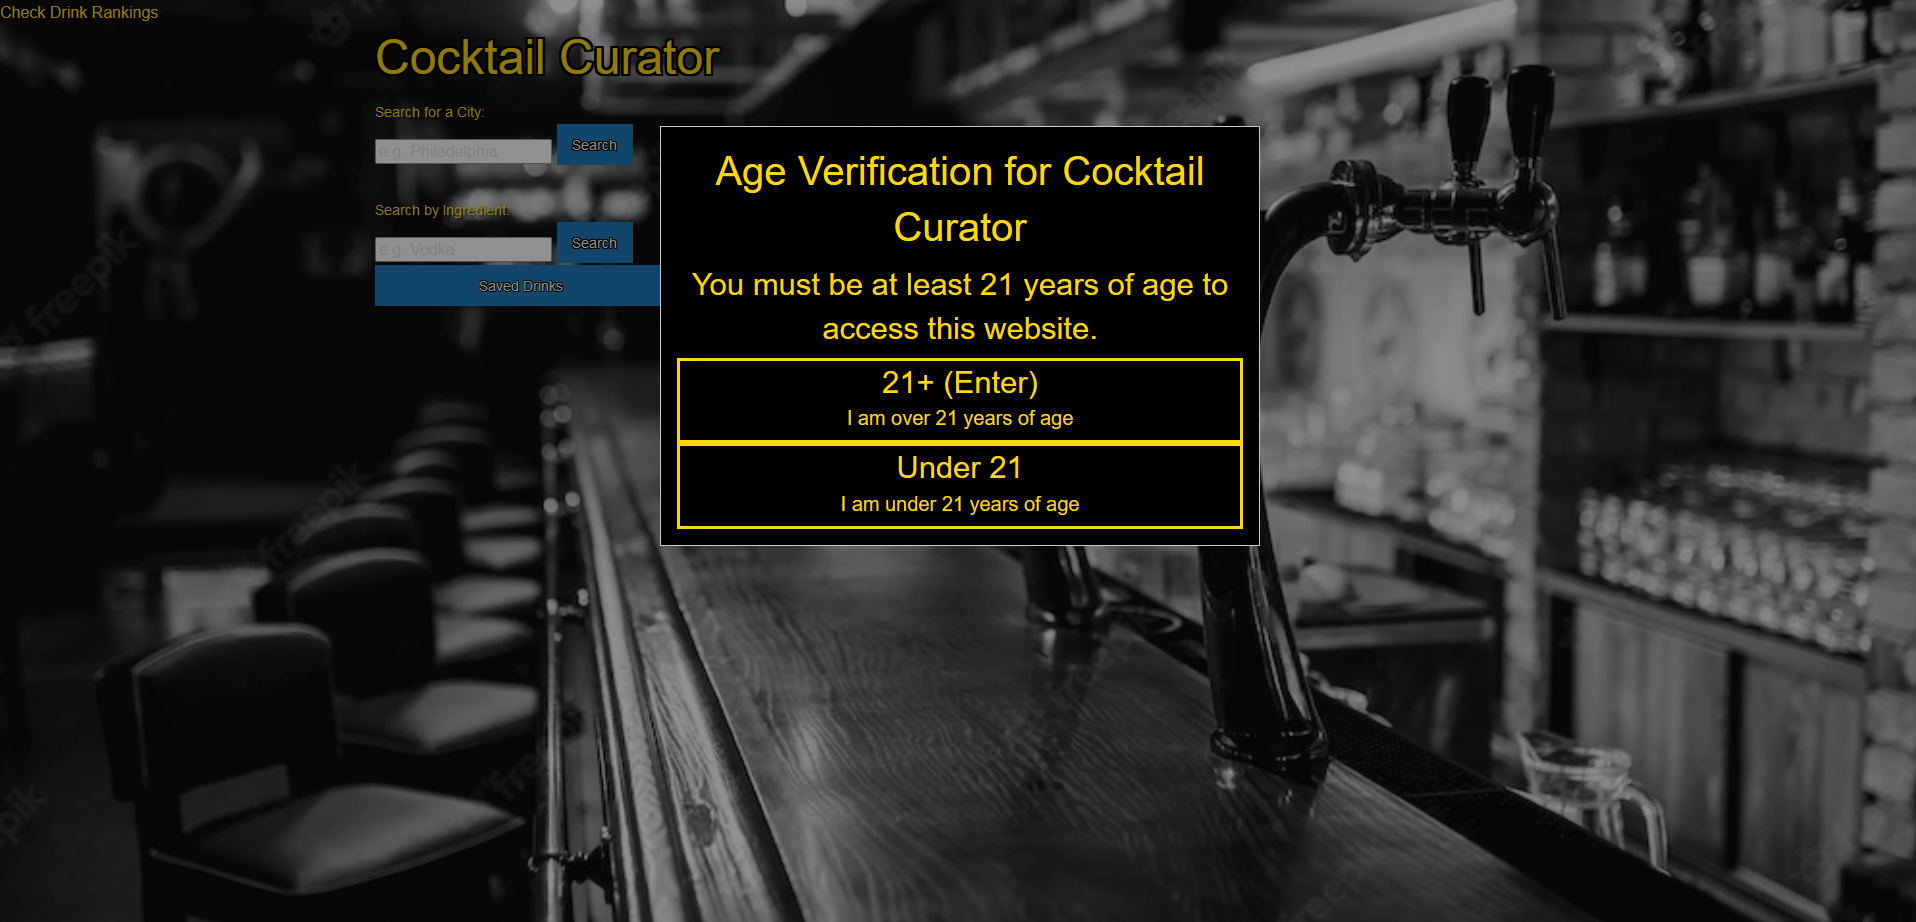 Check Drink Rankings
Cocktail Curator
Search for a City:
e.g. Philadelphia
Search
Search by Ingredient:
e.g. Vodka
Search
Saved Drinks
Age Verification for Cocktail
Curator
You must be at least 21 years of age to
access this website.
21+ (Enter)
I am over 21 years of age
Under 21
I am under 21 years of age
freepik
freepik